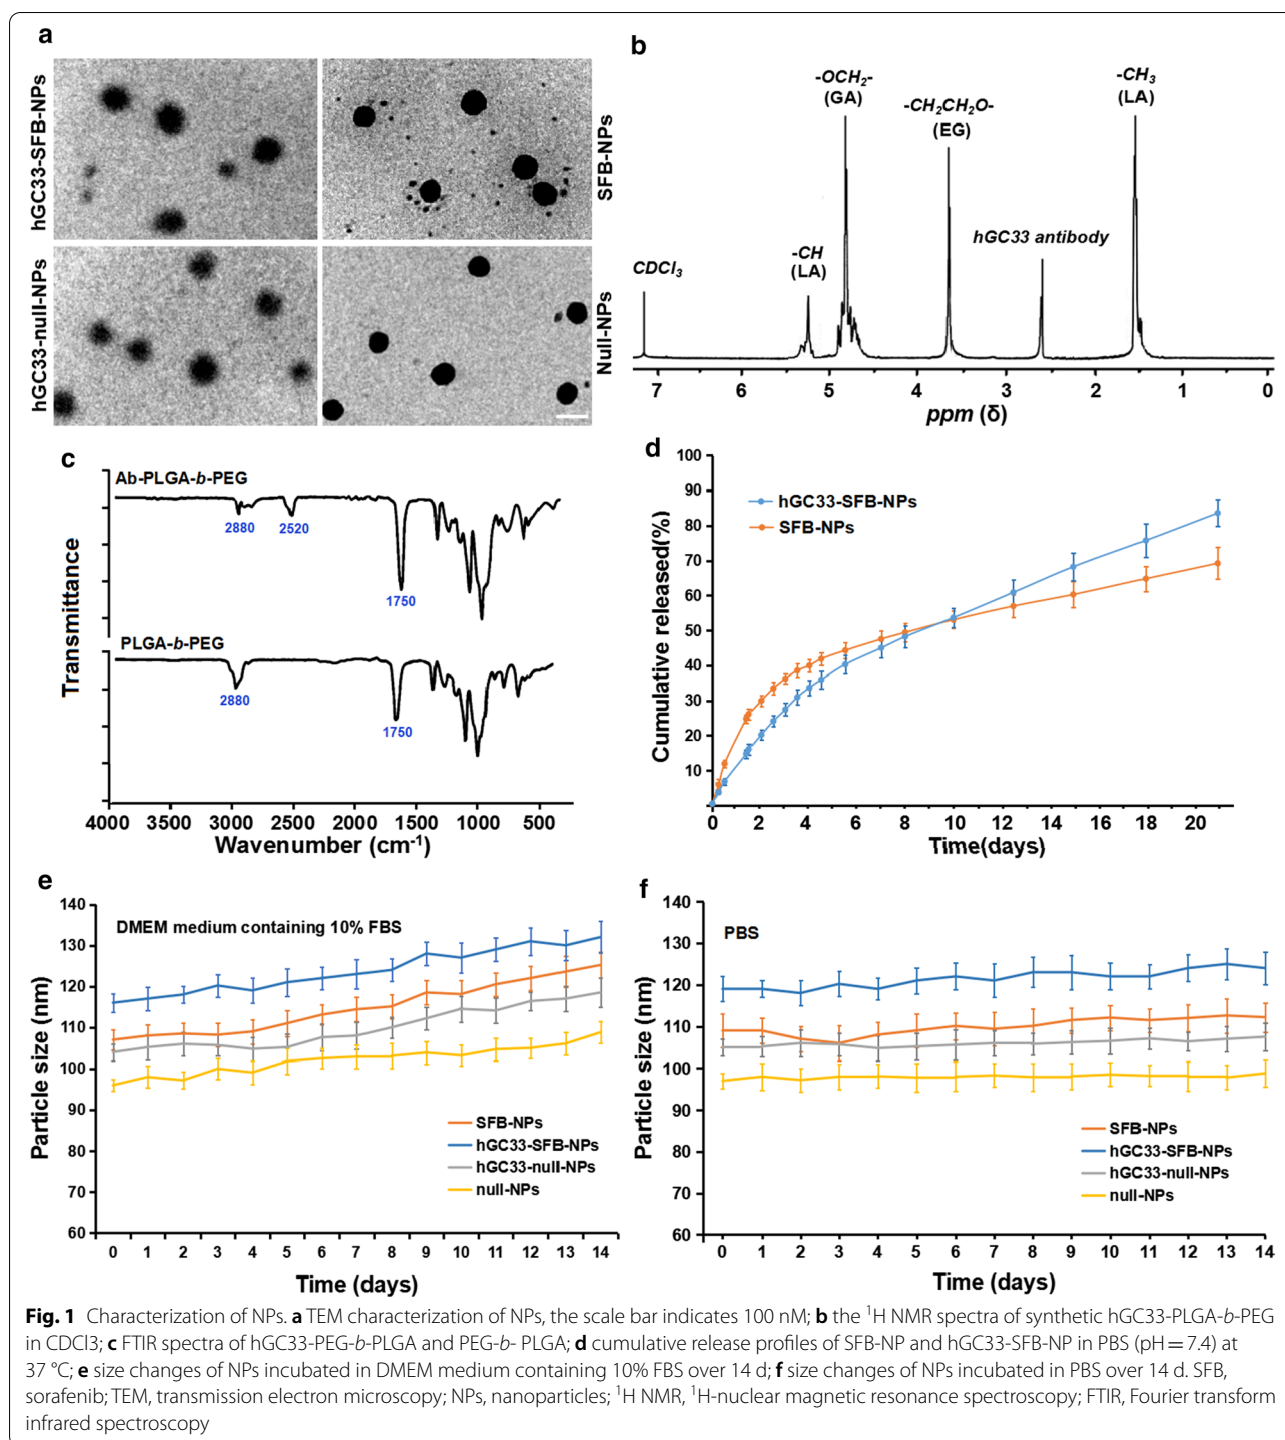 a
hGC33-SFB-NPs
SFB-NPs
hGC33-null-NPs
Null-NPs
b
-OCH₂-
(GA)
-CH₂CH₂O-
(EG)
-CH₃
(LA)
hGC33 antibody
-CH
(LA)
CDCl₃
7 6 5 4 3 2 1 0
ppm (δ)
c
Ab-PLGA-b-PEG
2880 2520
1750
PLGA-b-PEG
2880
1750
Transmittance
4000 3500 3000 2500 2000 1500 1000 500
Wavenumber (cm⁻¹)
d
100
90
80
70
60
50
40
30
20
10
hGC33-SFB-NPs
SFB-NPs
Cumulative released(%)
0 2 4 6 8 10 12 14 16 18 20
Time(days)
e
140
130
120
110
100
90
80
70
60
DMEM medium containing 10% FBS
Particle size (nm)
SFB-NPs
hGC33-SFB-NPs
hGC33-null-NPs
null-NPs
0 1 2 3 4 5 6 7 8 9 10 11 12 13 14
Time (days)
f
140
130
120
110
100
90
80
70
60
PBS
Particle size (nm)
SFB-NPs
hGC33-SFB-NPs
hGC33-null-NPs
null-NPs
0 1 2 3 4 5 6 7 8 9 10 11 12 13 14
Time (days)
Fig. 1 Characterization of NPs. a TEM characterization of NPs, the scale bar indicates 100 nM; b the ¹H NMR spectra of synthetic hGC33-PLGA-b-PEG
in CDCl3; c FTIR spectra of hGC33-PEG-b-PLGA and PEG-b- PLGA; d cumulative release profiles of SFB-NP and hGC33-SFB-NP in PBS (pH = 7.4) at
37 °C; e size changes of NPs incubated in DMEM medium containing 10% FBS over 14 d; f size changes of NPs incubated in PBS over 14 d. SFB,
sorafenib; TEM, transmission electron microscopy; NPs, nanoparticles; ¹H NMR, ¹H-nuclear magnetic resonance spectroscopy; FTIR, Fourier transform
infrared spectroscopy